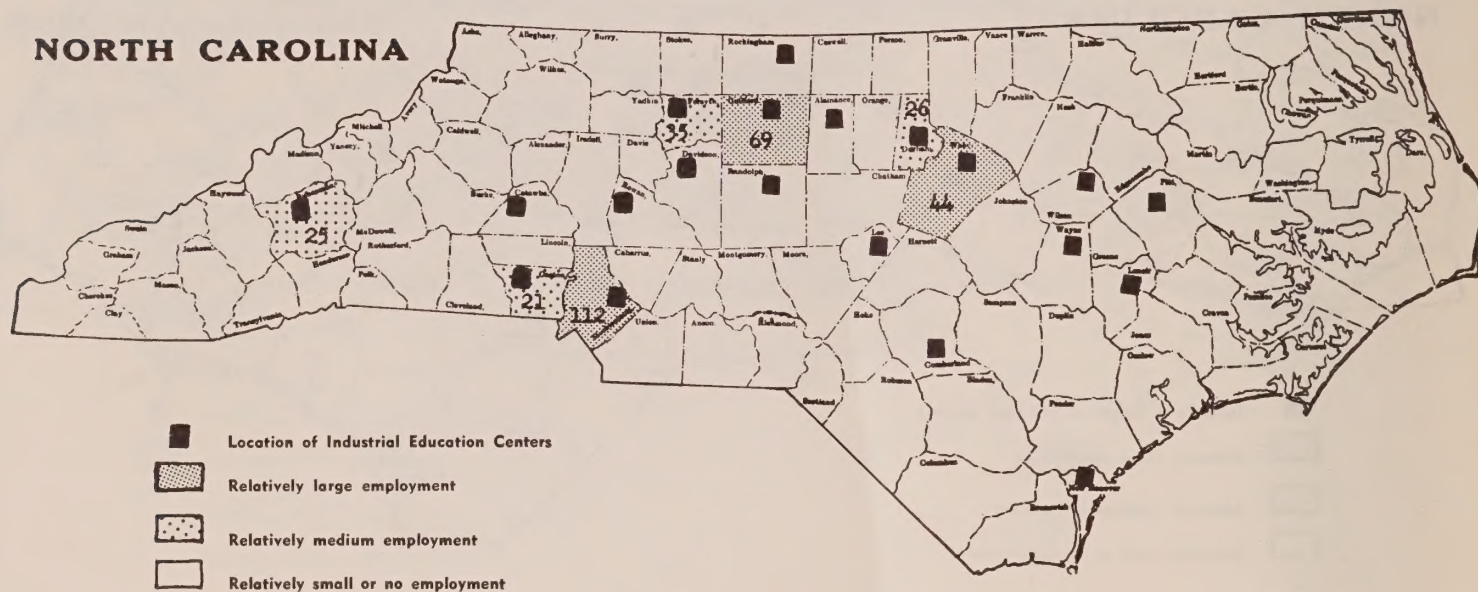 NORTH CAROLINA
Ashe,
Alleghany,
Surry,
Stokes,
Rockingham
Caswell,
Person,
Granville,
Vance
Warren,
Halifax
Northampton
Gates,
Camden,
Watauga,
Wilkes,
Yadkin
Forsyth,
Guilford,
Alamance,
Orange,
26
Durham,
Franklin
Nash
Hertford
Bertie,
Perquimans
Chowan
Mitchell
Avery
Caldwell,
Alexander,
Iredell,
Davie
35
69
Davidson,
Randolph,
Chatham
Wake,
Edgecombe
Martin,
Tyrrell,
Dare,
Washington
Madison,
Yancey,
Haywood
25
Burke,
Catawba,
Rowan,
44
Johnston
Wilson
Pitt,
Beaufort,
Hyde
Swain
Jackson,
McDowell,
Rutherford,
Lincoln,
Cabarrus,
Stanly
Montgomery,
Moore,
Lee
Harnett
Wayne
Greene
Lenoir
Graham
Macon,
Henderson
Polk,
Cleveland,
Gaston,
21
112
Cherokee
Clay
Transylvania
Union,
Anson,
Richmond,
Hoke
Sampson
Duplin
Jones
Craven
Pamlico
Carteret
Cumberland
Onslow
Scotland,
Robeson
Bladen,
Pender
Columbus
New Hanover
Brunswick
Location of Industrial Education Centers
Relatively large employment
Relatively medium employment
Relatively small or no employment